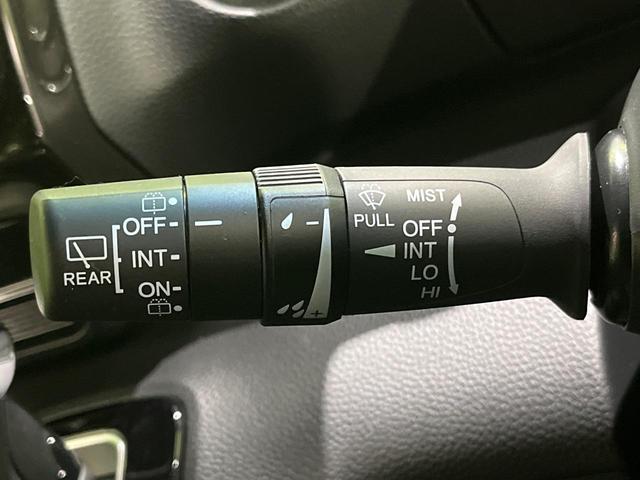 REAR
OFF
INT
ON
−
+
PULL
MIST
OFF
INT
LO
HI